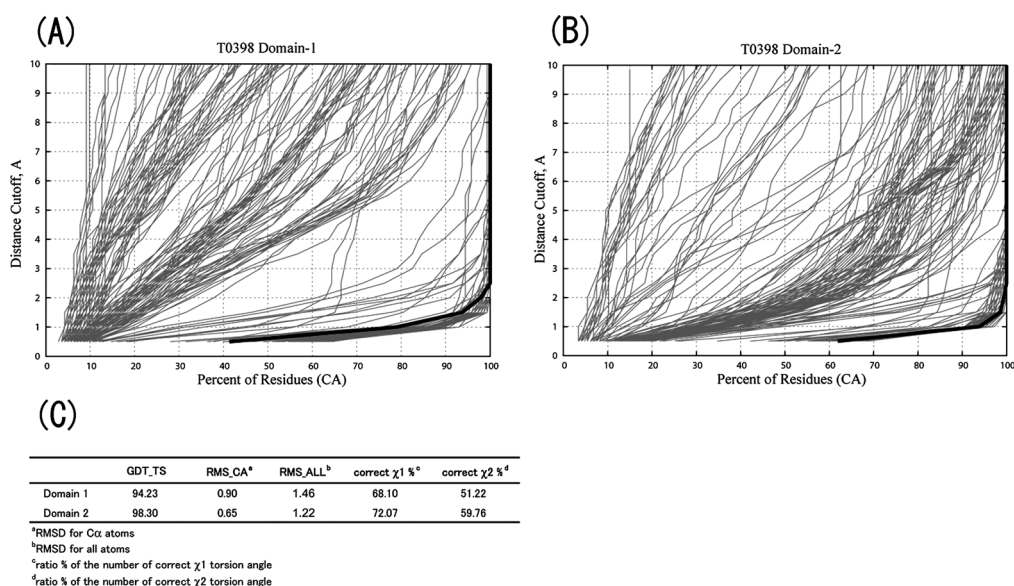 (A)
T0398 Domain-1
10
9
8
7
6
5
4
3
2
1
0
Distance Cutoff, A
0 10 20 30 40 50 60 70 80 90 100
Percent of Residues (CA)
(B)
T0398 Domain-2
10
9
8
7
6
5
4
3
2
1
0
Distance Cutoff, A
0 10 20 30 40 50 60 70 80 90 100
Percent of Residues (CA)
(C)
GDT_TS RMS_CAa RMS_ALLb correct χ1 %c correct χ2 %d
Domain 1 94.23 0.90 1.46 68.10 51.22
Domain 2 98.30 0.65 1.22 72.07 59.76
aRMSD for Cα atoms
bRMSD for all atoms
cratio % of the number of correct χ1 torsion angle
dratio % of the number of correct χ2 torsion angle